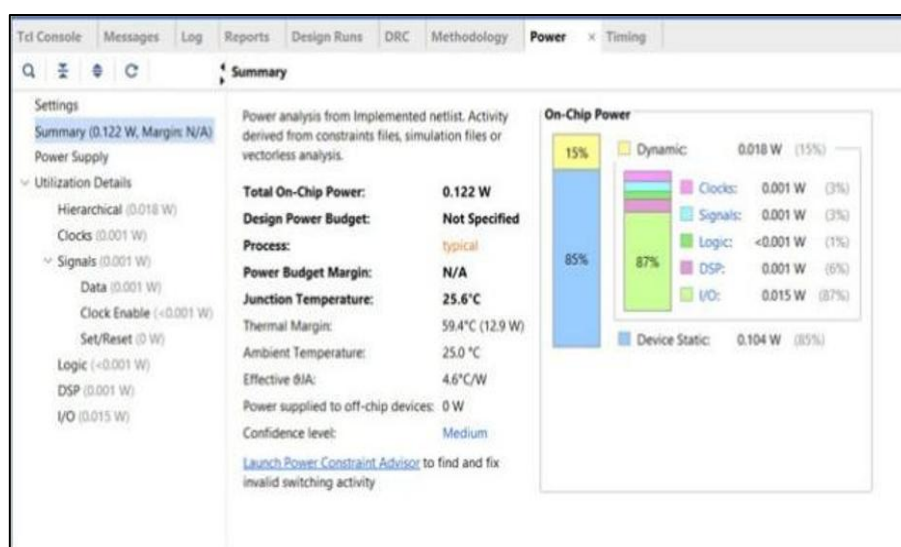 Tcl Console Messages Log Reports Design Runs DRC Methodology Power × Timing
Summary
Settings
Summary (0.122 W, Margin: N/A)
Power Supply
Utilization Details
Hierarchical (0.018 W)
Clocks (0.001 W)
Signals (0.001 W)
Data (0.001 W)
Clock Enable (<0.001 W)
Set/Reset (0 W)
Logic (<0.001 W)
DSP (0.001 W)
I/O (0.015 W)
Power analysis from Implemented netlist. Activity
derived from constraints files, simulation files or
vectorless analysis.
Total On-Chip Power: 0.122 W
Design Power Budget: Not Specified
Process: typical
Power Budget Margin: N/A
Junction Temperature: 25.6°C
Thermal Margin: 59.4°C (12.9 W)
Ambient Temperature: 25.0 °C
Effective ϑJA: 4.6°C/W
Power supplied to off-chip devices: 0 W
Confidence level: Medium
Launch Power Constraint Advisor to find and fix
invalid switching activity
On-Chip Power
15%
85%
Dynamic: 0.018 W (15%)
87%
Clocks: 0.001 W (3%)
Signals: 0.001 W (3%)
Logic: <0.001 W (1%)
DSP: 0.001 W (6%)
I/O: 0.015 W (87%)
Device Static: 0.104 W (85%)